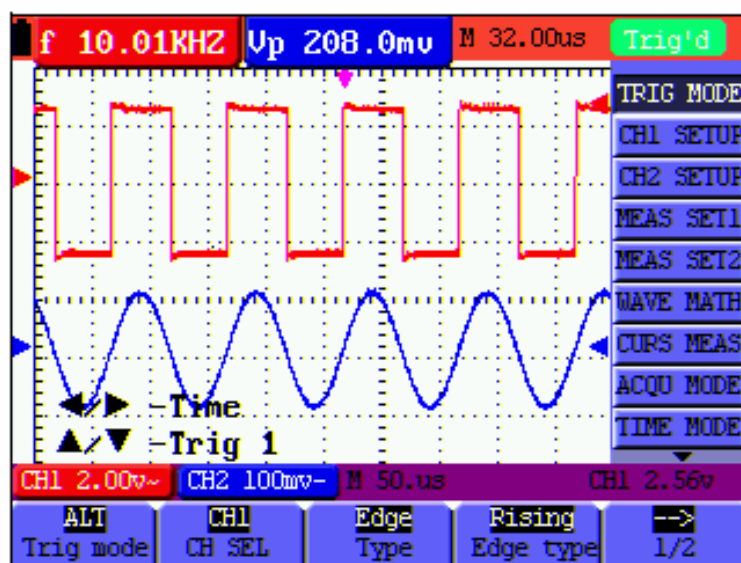 f 10.01KHZ Vp 208.0mv M 32.00us Trig'd
TRIG MODE
CH1 SETUP
CH2 SETUP
MEAS SET1
MEAS SET2
WAVE MATH
CURS MEAS
ACQU MODE
TIME MODE
◀/▶ -Time
▲/▼ -Trig 1
CH1 2.00v~ CH2 100mv- M 50.us CH1 2.56v
ALT CH1 Edge Rising -->
Trig mode CH SEL Type Edge type 1/2